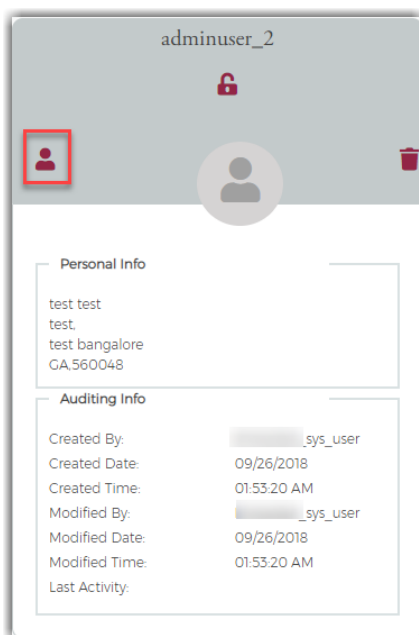 adminuser_2
Personal Info
test test
test,
test bangalore
GA,560048
Auditing Info
Created By: _sys_user
Created Date: 09/26/2018
Created Time: 01:53:20 AM
Modified By: _sys_user
Modified Date: 09/26/2018
Modified Time: 01:53:20 AM
Last Activity: